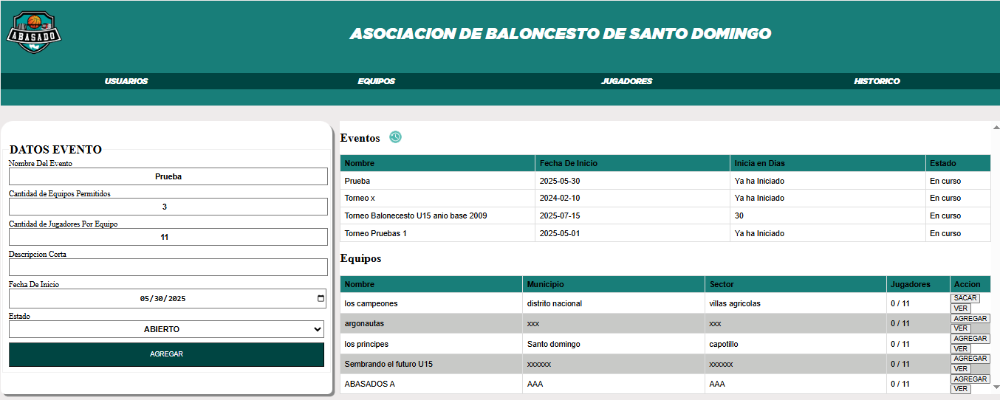 ABASADO
ASOCIACION DE BALONCESTO DE SANTO DOMINGO
USUARIOS EQUIPOS JUGADORES HISTORICO
DATOS EVENTO
Nombre Del Evento
Prueba
Cantidad de Equipos Permitidos
3
Cantidad de Jugadores Por Equipo
11
Descripcion Corta
Fecha De Inicio
05/30/2025
Estado
ABIERTO
AGREGAR
Eventos
Nombre Fecha De Inicio Inicia en Dias Estado
Prueba 2025-05-30 Ya ha Iniciado En curso
Torneo x 2024-02-10 Ya ha Iniciado En curso
Torneo Balonecesto U15 anio base 2009 2025-07-15 30 En curso
Torneo Pruebas 1 2025-05-01 Ya ha Iniciado En curso
Equipos
Nombre Municipio Sector Jugadores Accion
los campeones distrito nacional villas agricolas 0 / 11 SACAR
VER
argonautas xxx xxx 0 / 11 AGREGAR
VER
los principes Santo domingo capotillo 0 / 11 AGREGAR
VER
Sembrando el futuro U15 xxxxxx xxxxxx 0 / 11 AGREGAR
VER
ABASADOS A AAA AAA 0 / 11 AGREGAR
VER